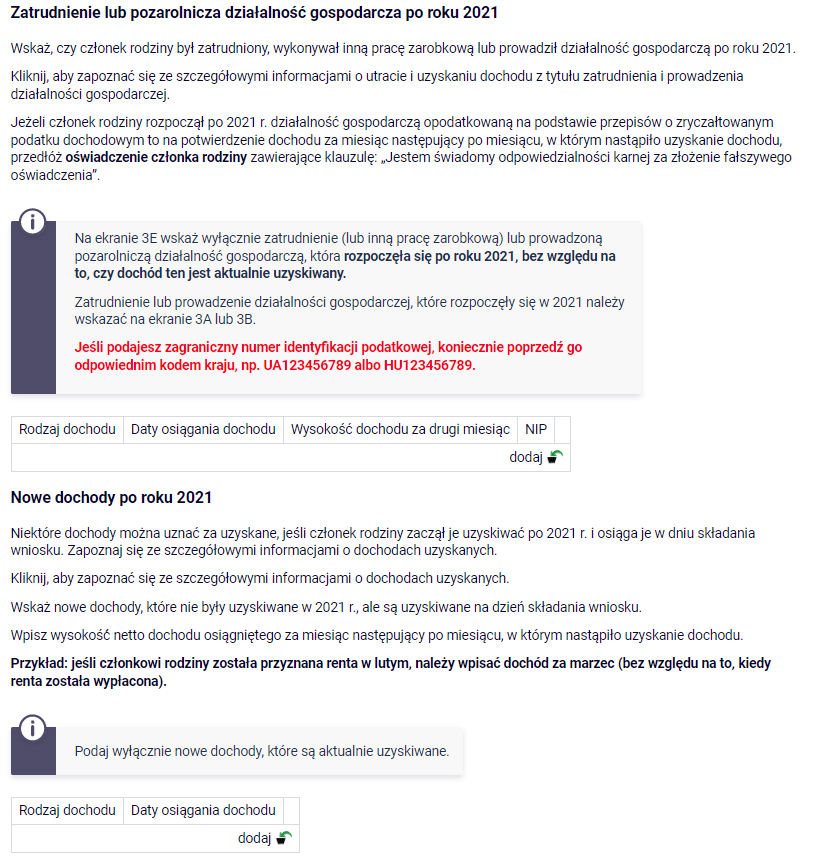 Zatrudnienie lub pozarolnicza działalność gospodarcza po roku 2021
Wskaż, czy członek rodziny był zatrudniony, wykonywał inną pracę zarobkową lub prowadził działalność gospodarczą po roku 2021.
Kliknij, aby zapoznać się ze szczegółowymi informacjami o utracie i uzyskaniu dochodu z tytułu zatrudnienia i prowadzenia
działalności gospodarczej.
Jeżeli członek rodziny rozpoczął po 2021 r. działalność gospodarczą opodatkowaną na podstawie przepisów o zryczałtowanym
podatku dochodowym to na potwierdzenie dochodu za miesiąc następujący po miesiącu, w którym nastąpiło uzyskanie dochodu,
przedłóż oświadczenie członka rodziny zawierające klauzulę: „Jestem świadomy odpowiedzialności karnej za złożenie fałszywego
oświadczenia”.
Na ekranie 3E wskaż wyłącznie zatrudnienie (lub inną pracę zarobkową) lub prowadzoną
pozarolniczą działalność gospodarczą, która rozpoczęła się po roku 2021, bez względu na
to, czy dochód ten jest aktualnie uzyskiwany.
Zatrudnienie lub prowadzenie działalności gospodarczej, które rozpoczęły się w 2021 należy
wskazać na ekranie 3A lub 3B.
Jeśli podajesz zagraniczny numer identyfikacji podatkowej, koniecznie poprzedź go
odpowiednim kodem kraju, np. UA123456789 albo HU123456789.
Rodzaj dochodu Daty osiągania dochodu Wysokość dochodu za drugi miesiąc NIP
dodaj
Nowe dochody po roku 2021
Niektóre dochody można uznać za uzyskane, jeśli członek rodziny zaczął je uzyskiwać po 2021 r. i osiąga je w dniu składania
wniosku. Zapoznaj się ze szczegółowymi informacjami o dochodach uzyskanych.
Kliknij, aby zapoznać się ze szczegółowymi informacjami o dochodach uzyskanych.
Wskaż nowe dochody, które nie były uzyskiwane w 2021 r., ale są uzyskiwane na dzień składania wniosku.
Wpisz wysokość netto dochodu osiągniętego za miesiąc następujący po miesiącu, w którym nastąpiło uzyskanie dochodu.
Przykład: jeśli członkowi rodziny została przyznana renta w lutym, należy wpisać dochód za marzec (bez względu na to, kiedy
renta została wypłacona).
Podaj wyłącznie nowe dochody, które są aktualnie uzyskiwane.
Rodzaj dochodu Daty osiągania dochodu
dodaj